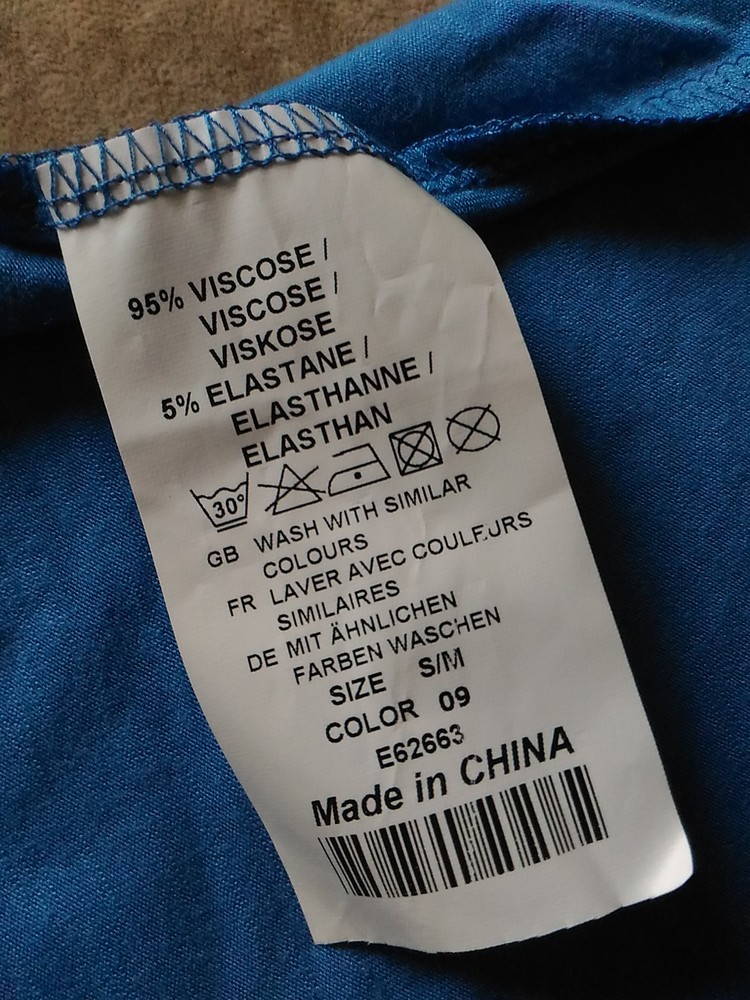 95% VISCOSE /
VISCOSE /
VISKOSE
5% ELASTANE /
ELASTHANNE /
ELASTHAN
30°
GB WASH WITH SIMILAR
COLOURS
FR LAVER AVEC COULEURS
SIMILAIRES
DE MIT ÄHNLICHEN
FARBEN WASCHEN
SIZE S/M
COLOR 09
E62663
Made in CHINA